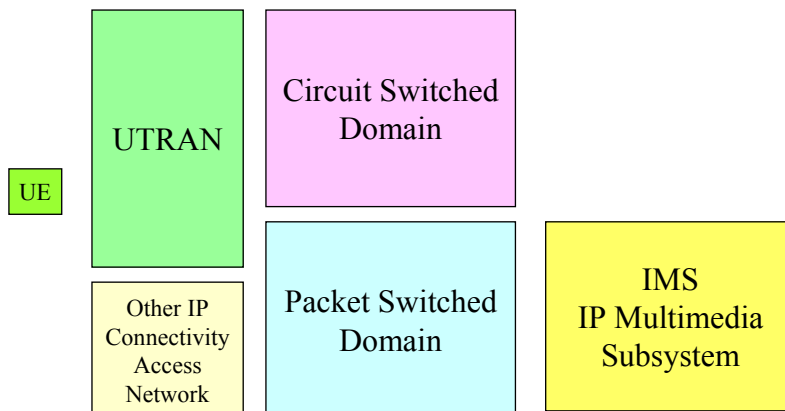 UE
UTRAN
Other IP
Connectivity
Access
Network
Circuit Switched
Domain
Packet Switched
Domain
IMS
IP Multimedia
Subsystem